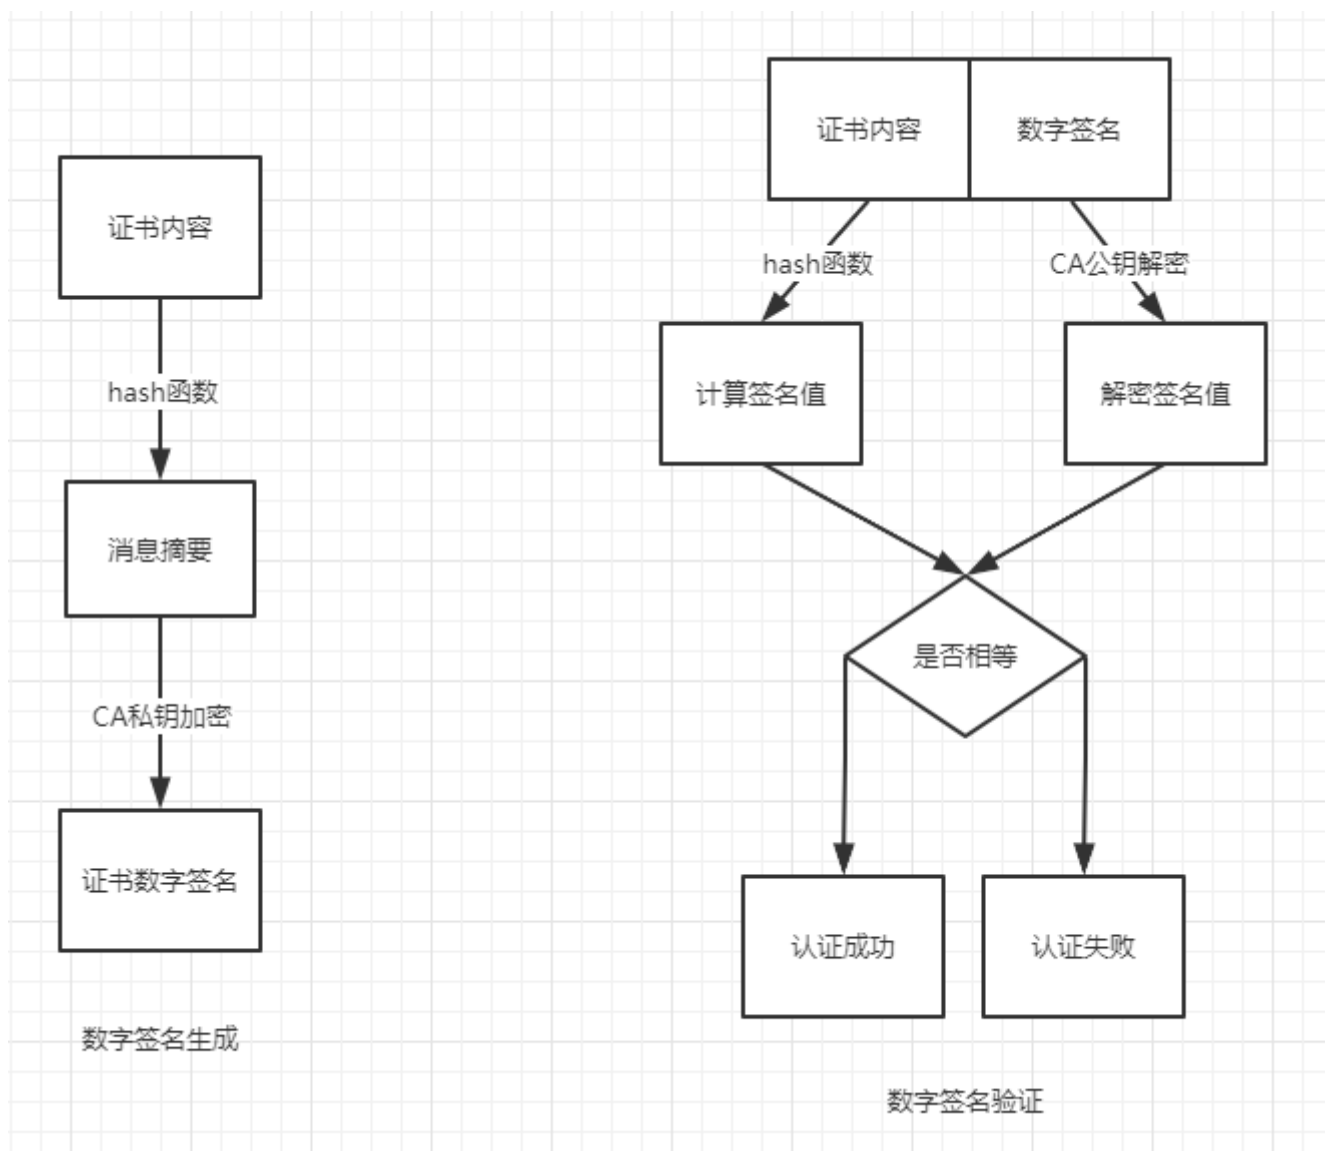 证书内容
hash函数
消息摘要
CA私钥加密
证书数字签名
数字签名生成
证书内容 数字签名
hash函数 CA公钥解密
计算签名值 解密签名值
是否相等
认证成功 认证失败
数字签名验证